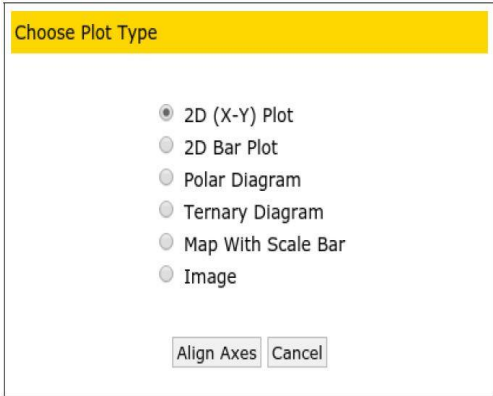 Choose Plot Type
2D (X-Y) Plot
2D Bar Plot
Polar Diagram
Ternary Diagram
Map With Scale Bar
Image
Align Axes Cancel